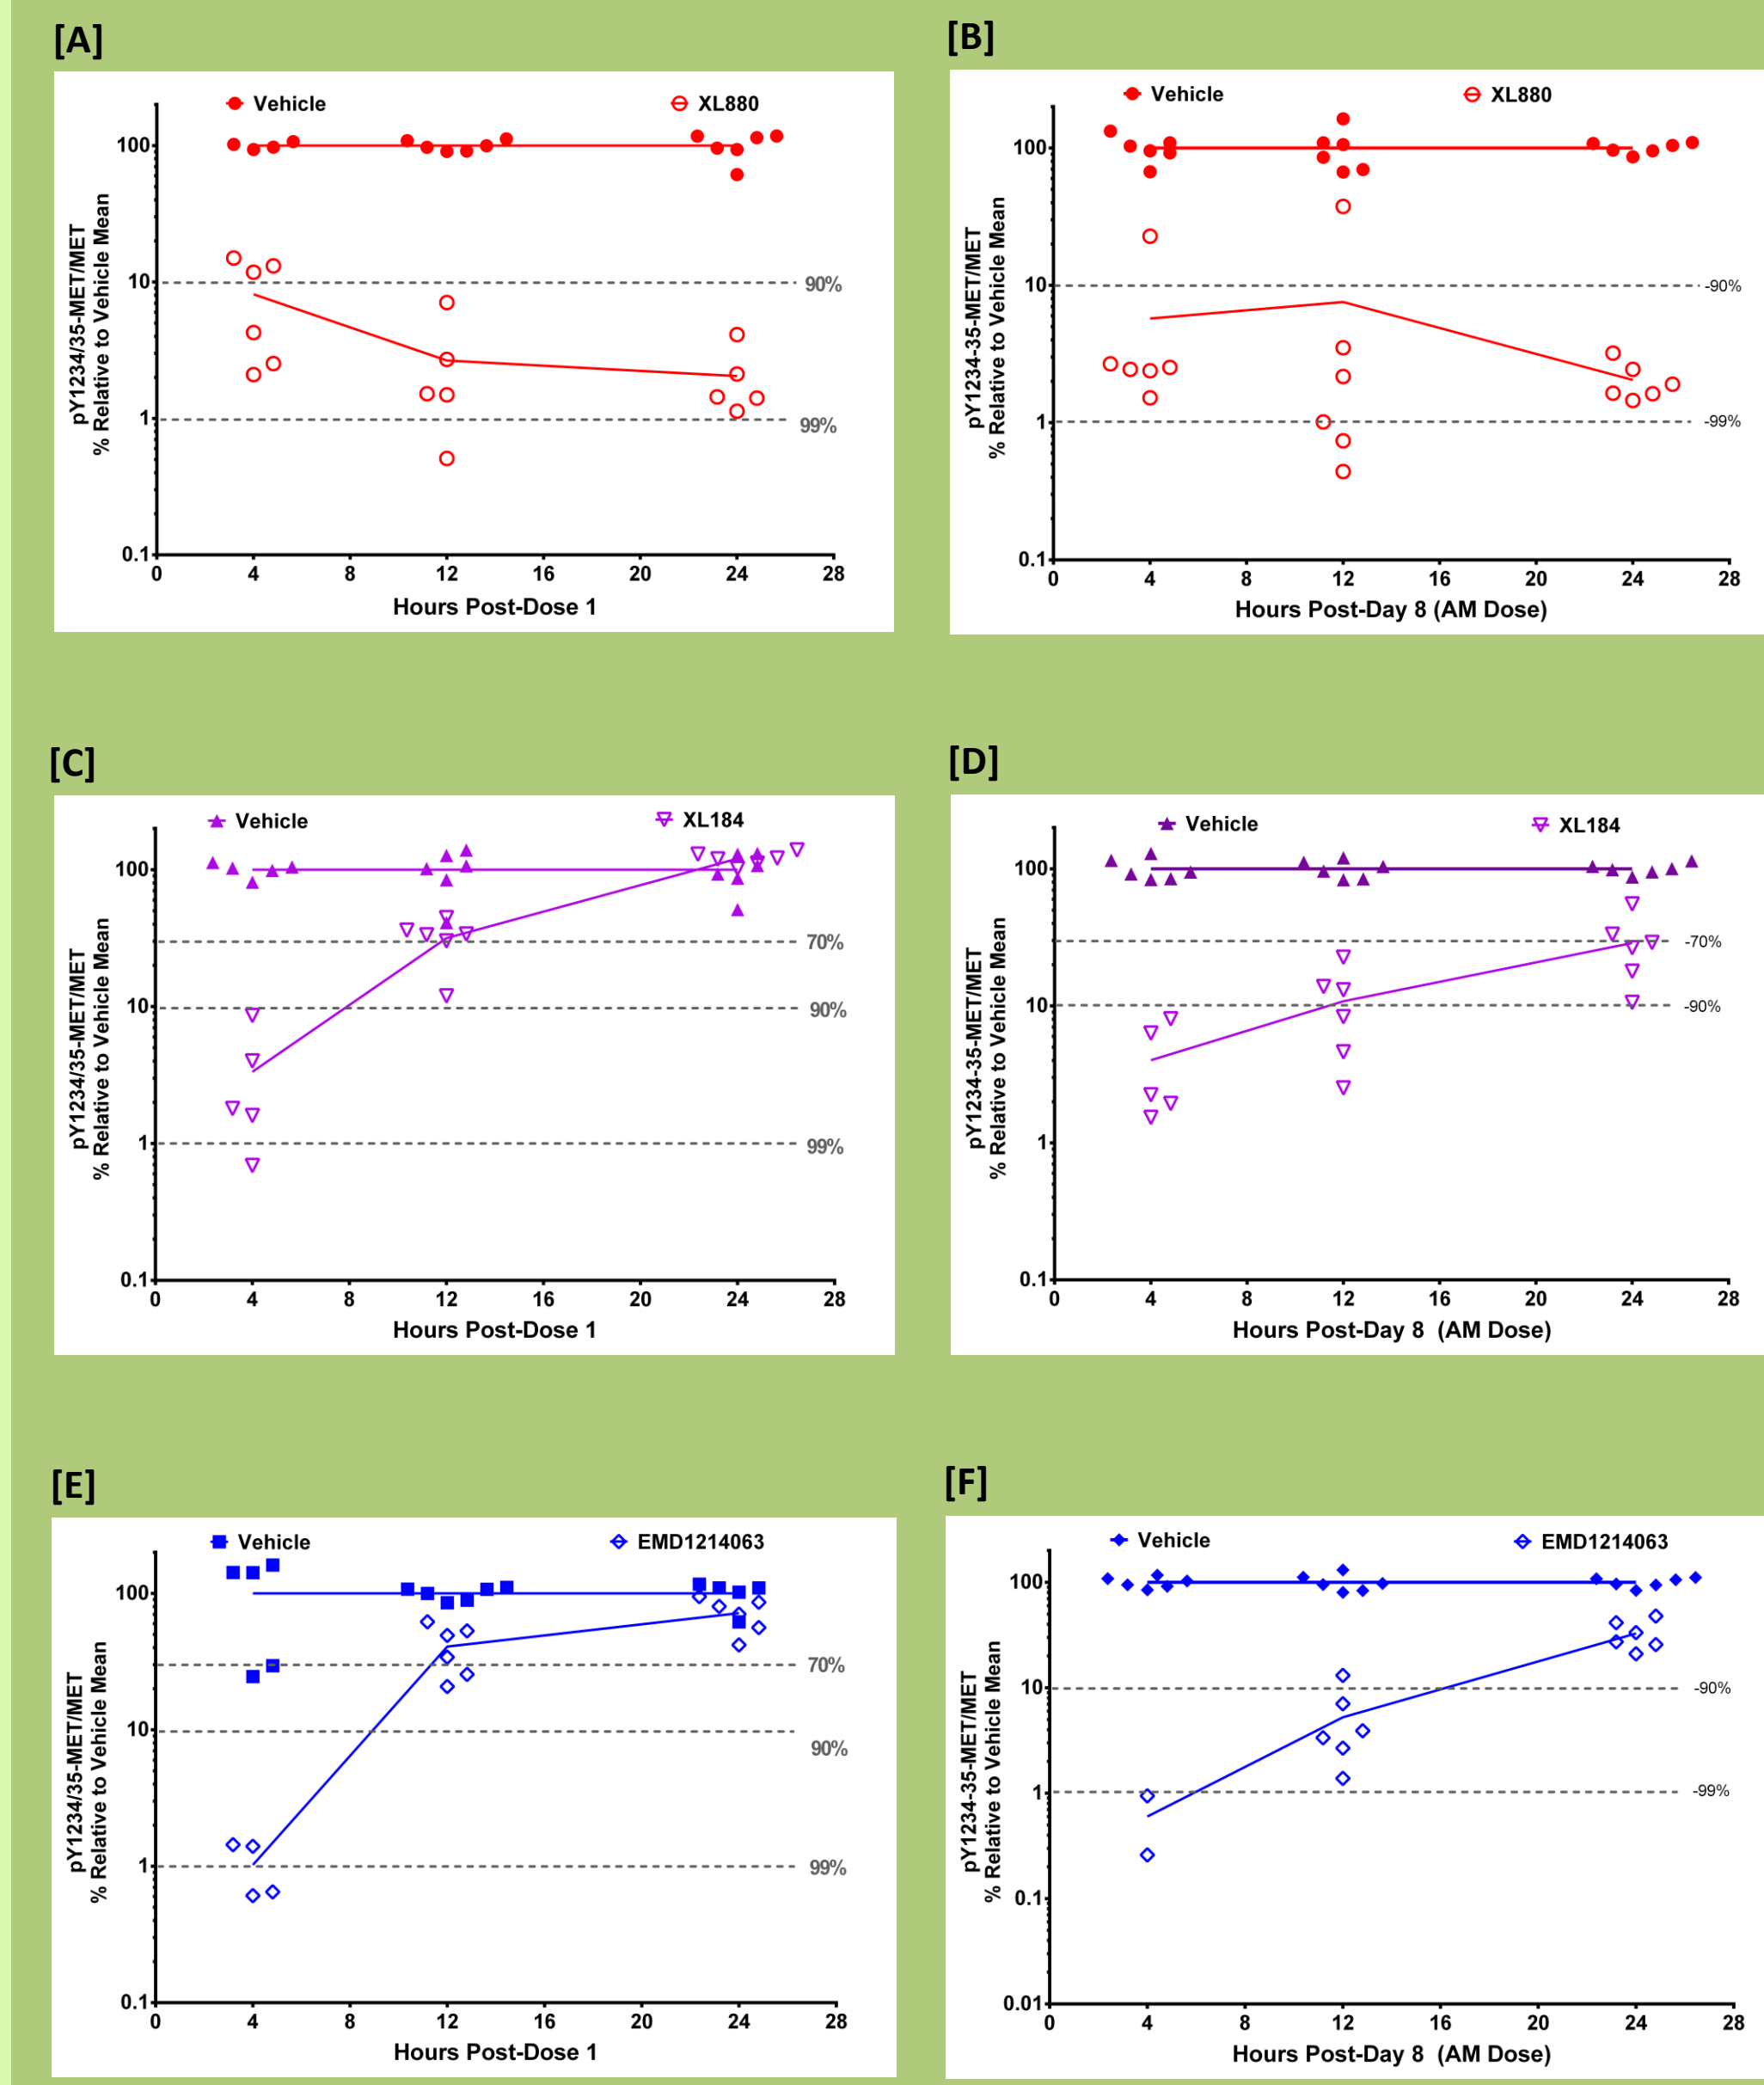 [A]
Vehicle
XL880
pY1234/35-MET/MET
% Relative to Vehicle Mean
100
10
1
0.1
90%
99%
0 4 8 12 16 20 24 28
Hours Post-Dose 1
[B]
Vehicle
XL880
pY1234-35-MET/MET
% Relative to Vehicle Mean
100
10
1
0.1
-90%
-99%
0 4 8 12 16 20 24 28
Hours Post-Day 8 (AM Dose)
[C]
Vehicle
XL184
pY1234/35-MET/MET
% Relative to Vehicle Mean
100
10
1
0.1
70%
90%
99%
0 4 8 12 16 20 24 28
Hours Post-Dose 1
[D]
Vehicle
XL184
pY1234-35-MET/MET
% Relative to Vehicle Mean
100
10
1
0.1
-70%
-90%
0 4 8 12 16 20 24 28
Hours Post-Day 8 (AM Dose)
[E]
Vehicle
EMD1214063
pY1234/35-MET/MET
% Relative to Vehicle Mean
100
10
1
0.1
70%
90%
99%
0 4 8 12 16 20 24 28
Hours Post-Dose 1
[F]
Vehicle
EMD1214063
pY1234-35-MET/MET
% Relative to Vehicle Mean
100
10
1
0.1
0.01
-90%
-99%
0 4 8 12 16 20 24 28
Hours Post-Day 8 (AM Dose)